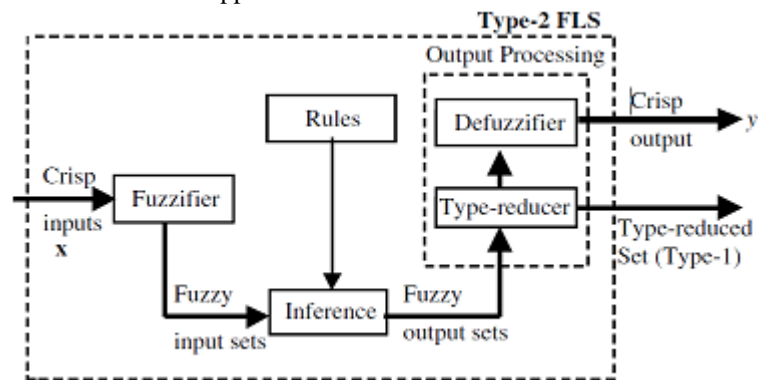 Type-2 FLS
Output Processing
Rules
Defuzzifier
Crisp
output
y
Crisp
inputs
x
Fuzzifier
Type-reducer
Type-reduced
Set (Type-1)
Fuzzy
input sets
Inference
Fuzzy
output sets